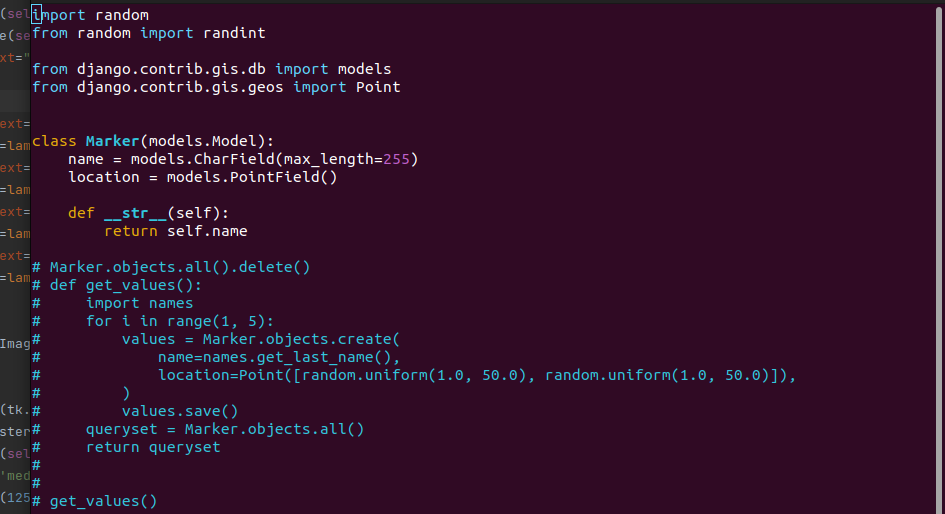 import random
from random import randint
from django.contrib.gis.db import models
from django.contrib.gis.geos import Point
class Marker(models.Model):
    name = models.CharField(max_length=255)
    location = models.PointField()
    def __str__(self):
        return self.name
# Marker.objects.all().delete()
# def get_values():
#     import names
#     for i in range(1, 5):
#         values = Marker.objects.create(
#             name=names.get_last_name(),
#             location=Point([random.uniform(1.0, 50.0), random.uniform(1.0, 50.0)]),
#         )
#         values.save()
#     queryset = Marker.objects.all()
#     return queryset
#
#
# get_values()
(sel
e(se
xt="
ext=
=lam
ext=
=lam
ext=
=lam
ext=
=lam
Imag
(tk.
ster
(sel
'med
(125